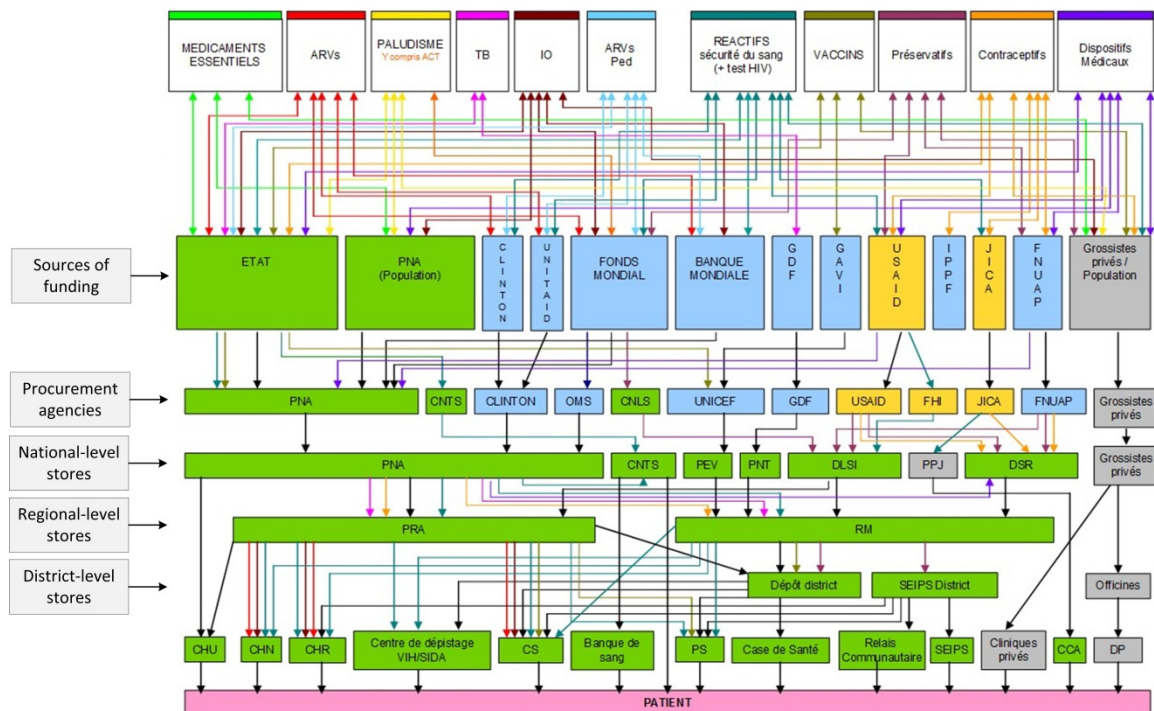 MEDICAMENTS
ESSENTIELS
ARVs
PALUDISME
Y compris ACT
TB
IO
ARVs
Ped
REACTIFS
sécurité du sang
(+ test HIV)
VACCINS
Préservatifs
Contraceptifs
Dispositifs
Médicaux
Sources of
funding
ETAT
PNA
(Population)
CLINTON
UNITAID
FONDS
MONDIAL
BANQUE
MONDIALE
GDF
GAVI
USAID
IPPF
JICA
FNUAP
Grossistes
privés /
Population
Procurement
agencies
PNA
CNTS
CLINTON
OMS
CNLS
UNICEF
GDF
USAID
FHI
JICA
FNUAP
Grossistes
privés
National-level
stores
PNA
CNTS
PEV
PNT
DLSI
PPJ
DSR
Grossistes
privés
Regional-level
stores
PRA
RM
District-level
stores
Dépôt district
SEIPS District
Officines
CHU
CHN
CHR
Centre de dépistage
VIH/SIDA
CS
Banque de
sang
PS
Case de Santé
Relais
Communautaire
SEIPS
Cliniques
privés
CCA
DP
PATIENT